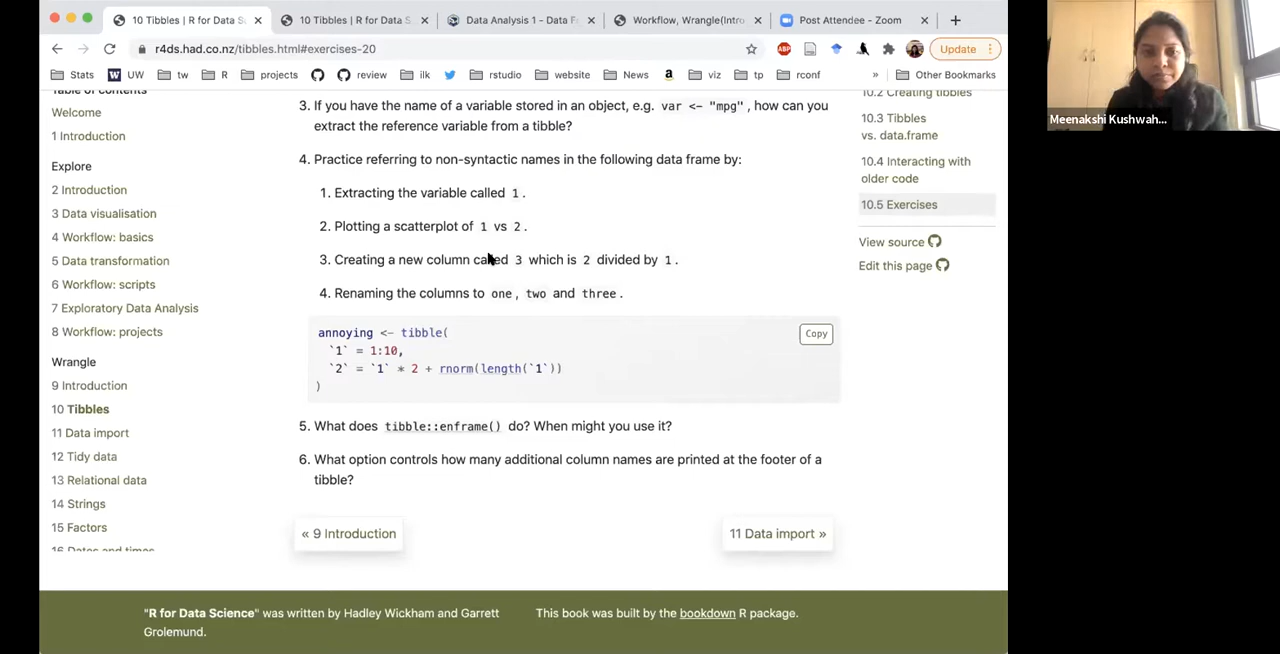 10 Tibbles | R for Data S
10 Tibbles | R for Data S
Data Analysis 1 - Data F
Workflow, Wrangle(Intro
Post Attendee - Zoom
r4ds.had.co.nz/tibbles.html#exercises-20
ABP
Update
Stats
UW
tw
R
projects
review
ilk
rstudio
website
News
viz
tp
rconf
»
Other Bookmarks
Table of contents
Welcome
1 Introduction
Explore
2 Introduction
3 Data visualisation
4 Workflow: basics
5 Data transformation
6 Workflow: scripts
7 Exploratory Data Analysis
8 Workflow: projects
Wrangle
9 Introduction
10 Tibbles
11 Data import
12 Tidy data
13 Relational data
14 Strings
15 Factors
16 Dates and times
3. If you have the name of a variable stored in an object, e.g. var <- "mpg", how can you
extract the reference variable from a tibble?
4. Practice referring to non-syntactic names in the following data frame by:
1. Extracting the variable called 1.
2. Plotting a scatterplot of 1 vs 2.
3. Creating a new column called 3 which is 2 divided by 1.
4. Renaming the columns to one, two and three.
annoying <- tibble(
`1` = 1:10,
`2` = `1` * 2 + rnorm(length(`1`))
)
Copy
5. What does tibble::enframe() do? When might you use it?
6. What option controls how many additional column names are printed at the footer of a
tibble?
« 9 Introduction
11 Data import »
10.2 Creating tibbles
10.3 Tibbles
vs. data.frame
10.4 Interacting with
older code
10.5 Exercises
View source
Edit this page
"R for Data Science" was written by Hadley Wickham and Garrett
Grolemund.
This book was built by the bookdown R package.
Meenakshi Kushwah...